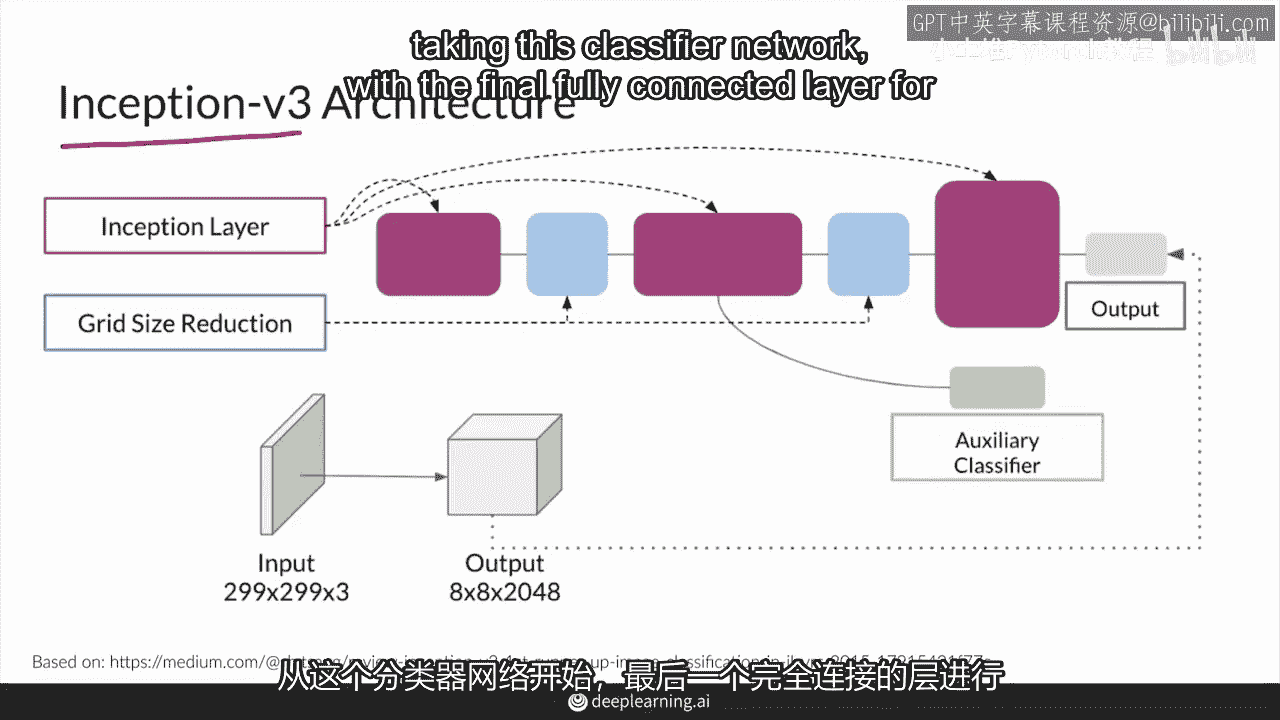 GPT中英字幕课程资源@bilibili.com
taking this classifier network,
with the final fully connected layer for
Inception-v3 Architecture
Inception Layer
Grid Size Reduction
Output
Auxiliary
Classifier
Input
299x299x3
Output
8x8x2048
Based on: https://medium.com/
从这个分类器网络开始，最后一个完全连接的层进行
deeplearning.ai